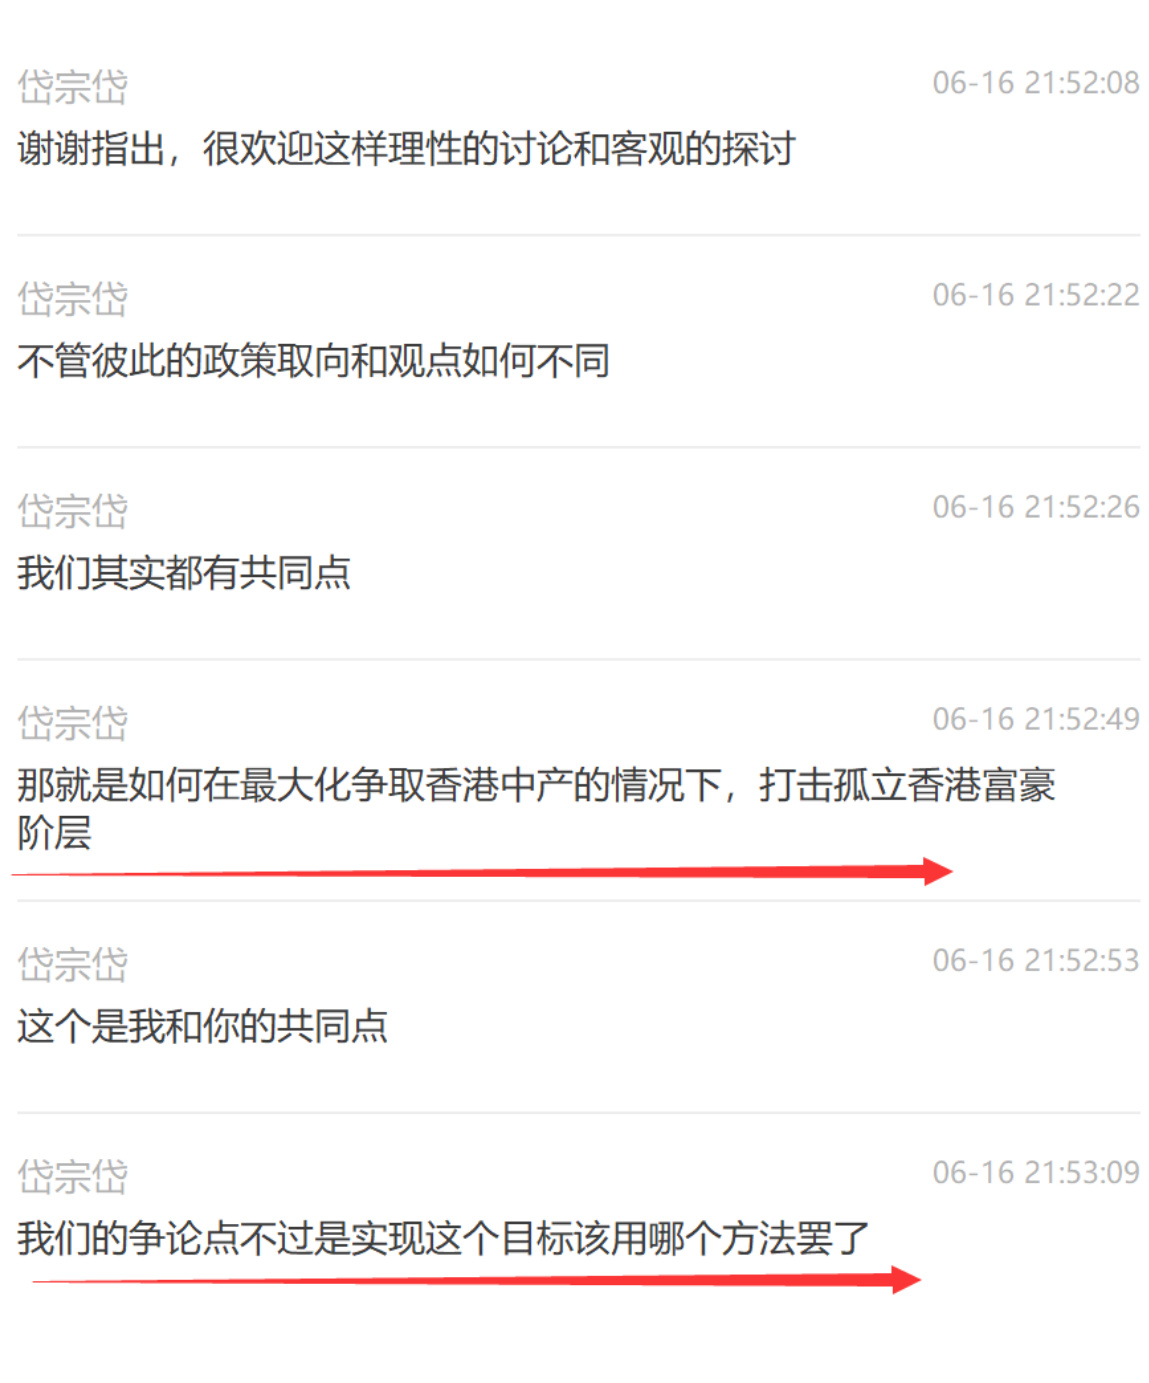 岱宗岱 06-16 21:52:08
谢谢指出，很欢迎这样理性的讨论和客观的探讨
岱宗岱 06-16 21:52:22
不管彼此的政策取向和观点如何不同
岱宗岱 06-16 21:52:26
我们其实都有共同点
岱宗岱 06-16 21:52:49
那就是如何在最大化争取香港中产的情况下，打击孤立香港富豪
阶层
岱宗岱 06-16 21:52:53
这个是我和你的共同点
岱宗岱 06-16 21:53:09
我们的争论点不过是实现这个目标该用哪个方法罢了